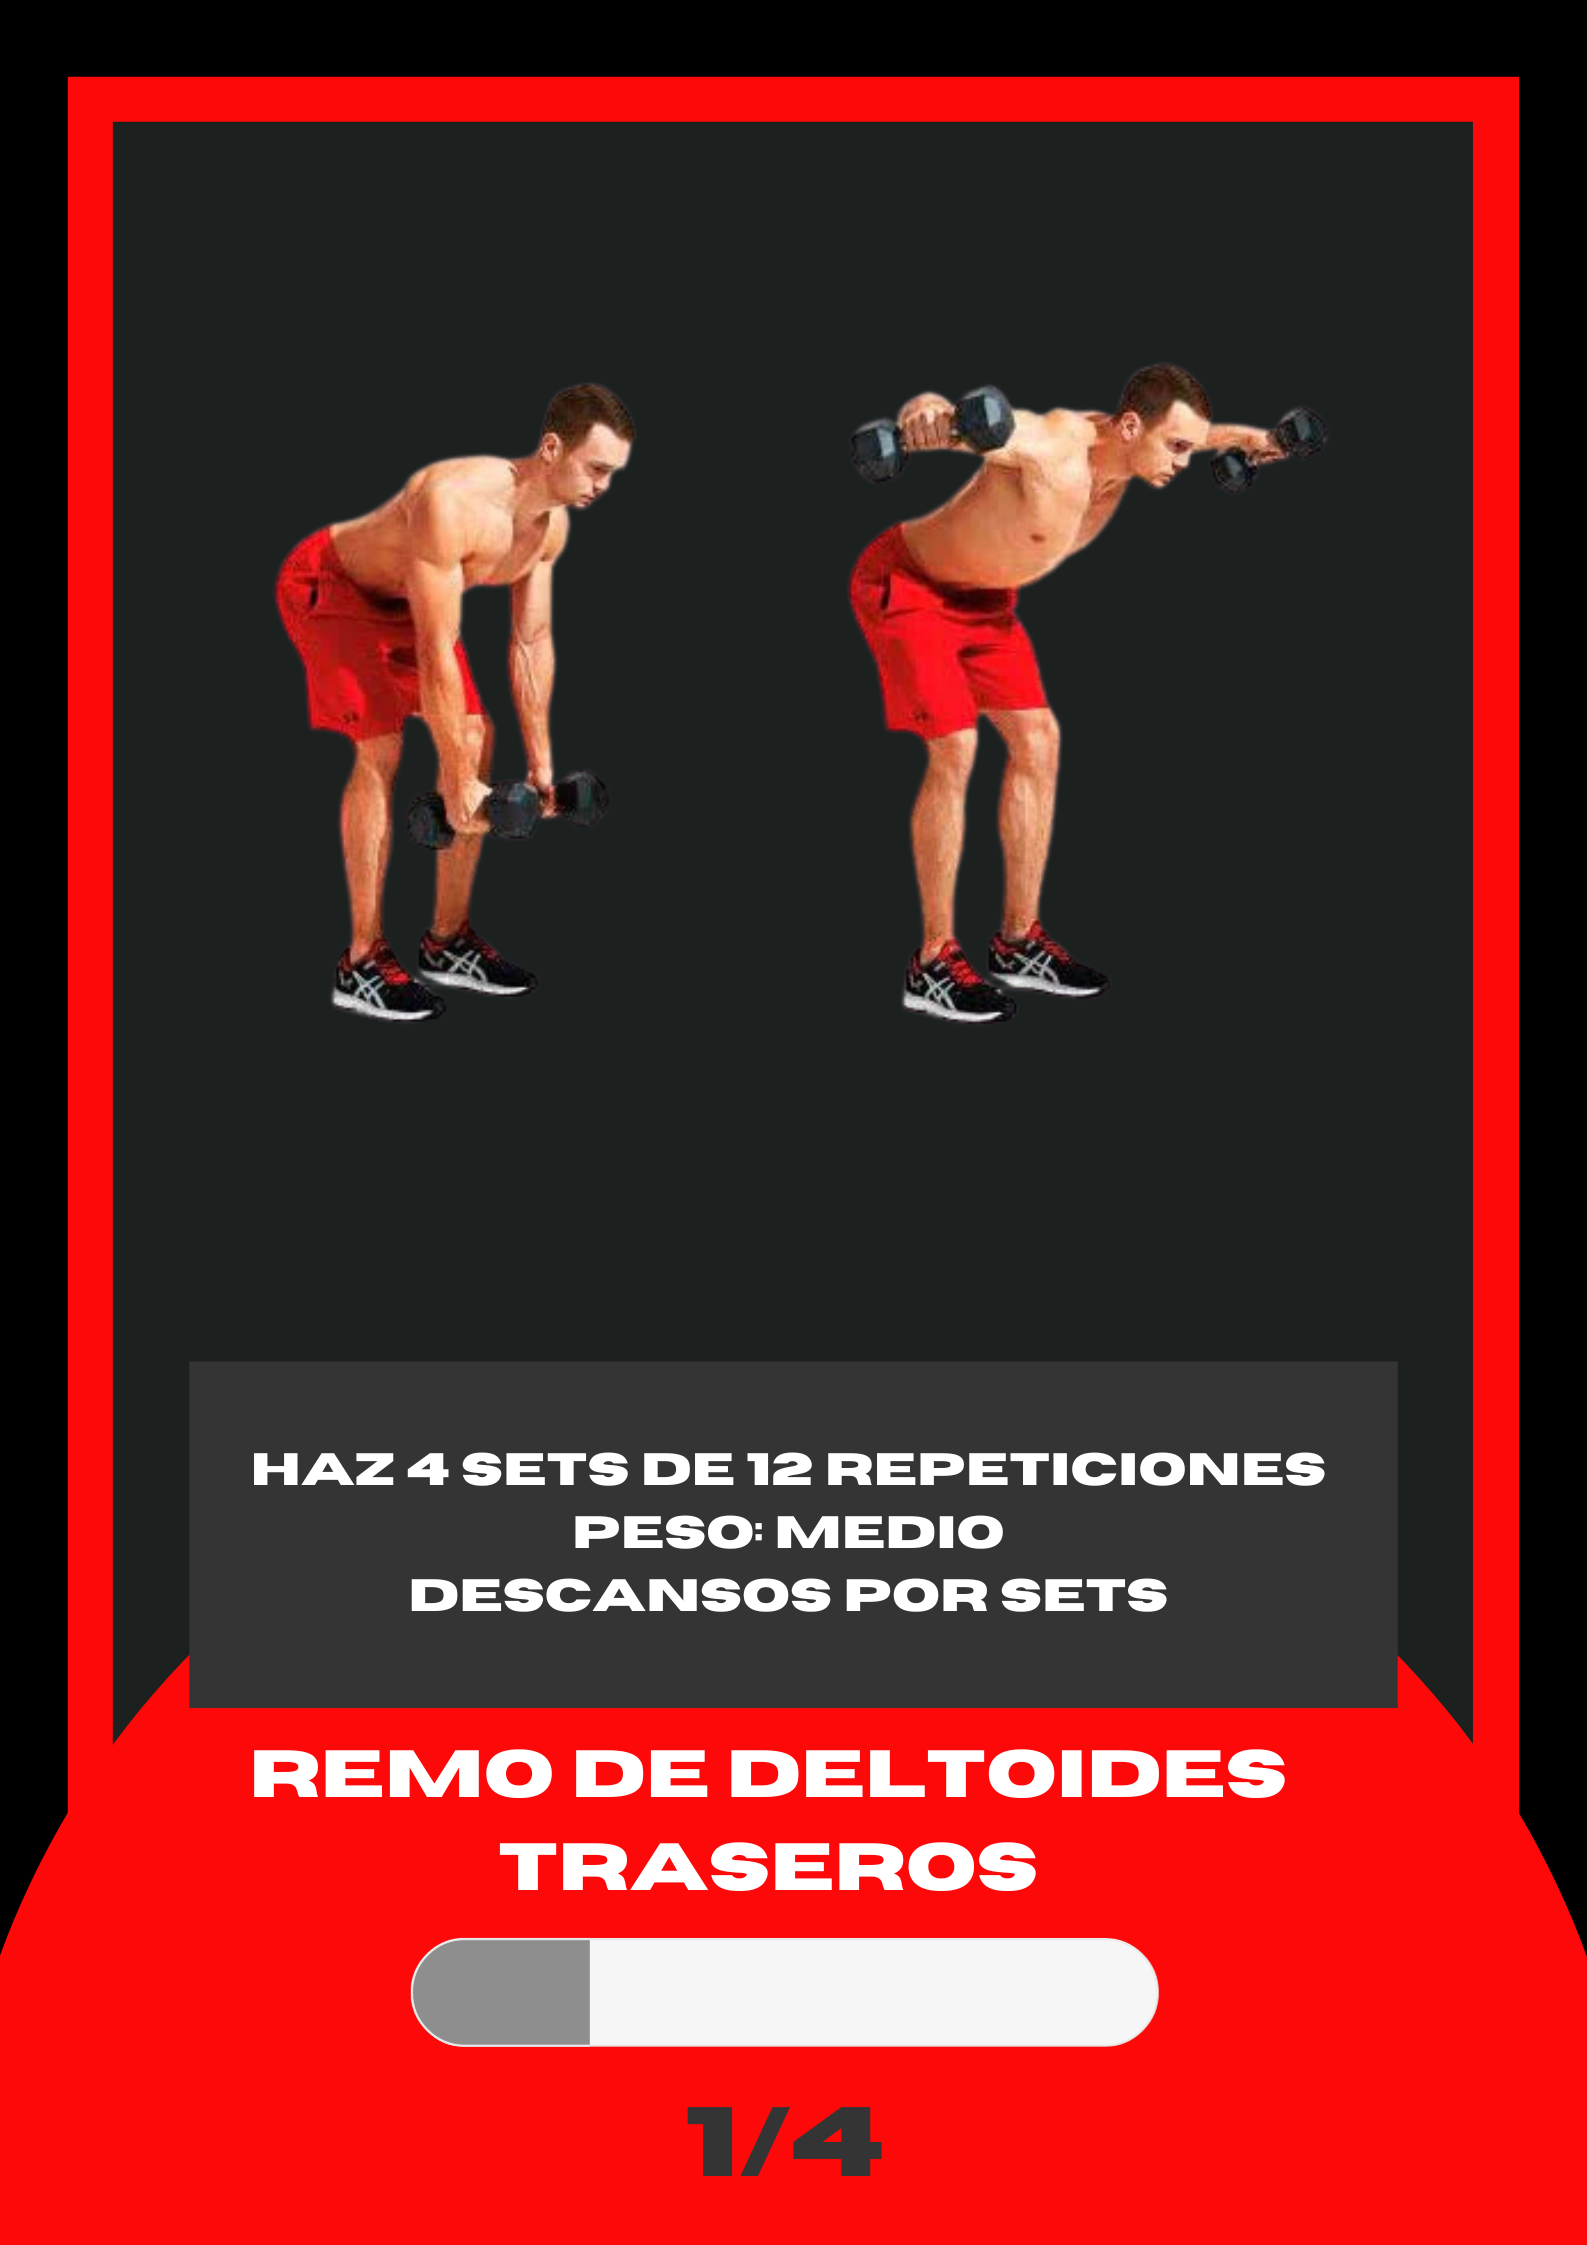 HAZ 4 SETS DE 12 REPETICIONES
PESO: MEDIO
DESCANSOS POR SETS
REMO DE DELTOIDES
TRASEROS
1/4